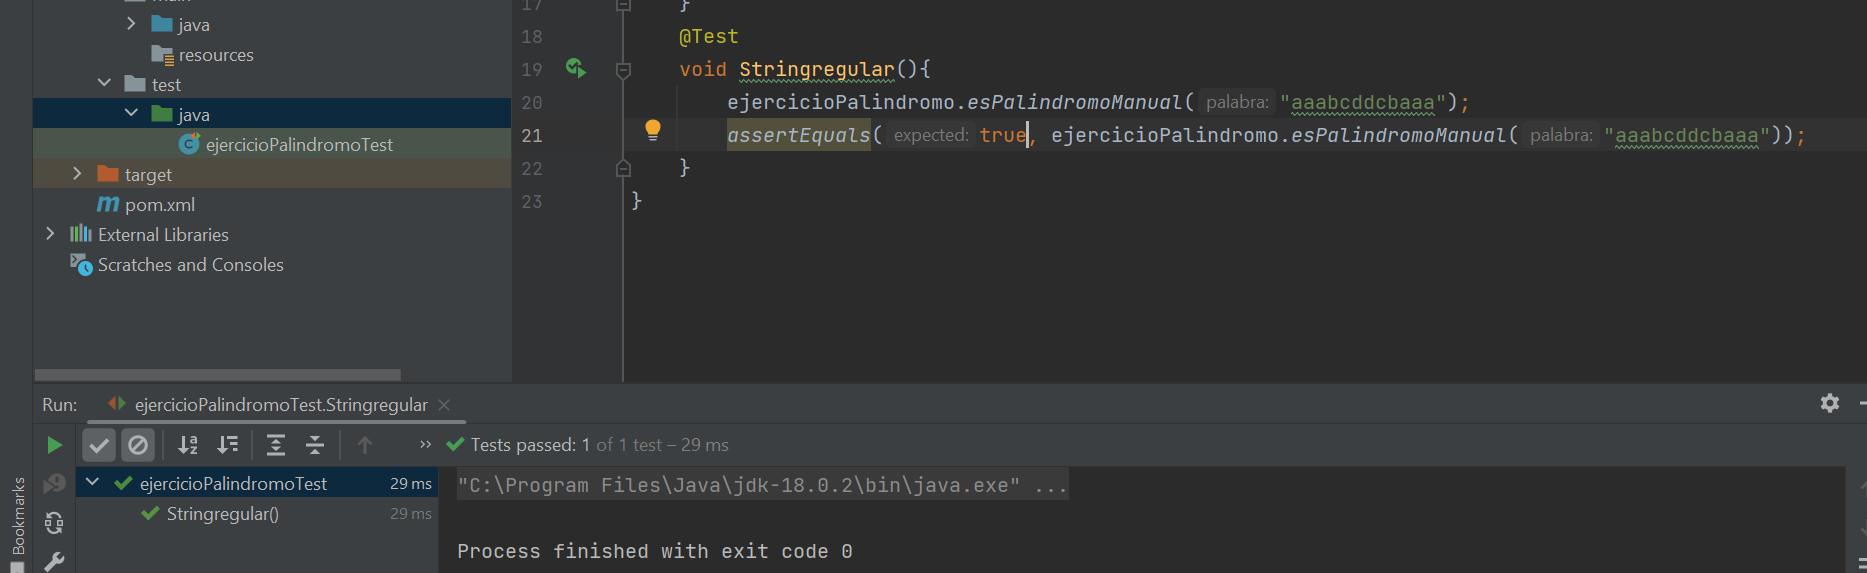 main
java
resources
test
java
ejercicioPalindromoTest
target
pom.xml
External Libraries
Scratches and Consoles
17 }
18 @Test
19 void Stringregular(){
20 ejercicioPalindromo.esPalindromoManual( palabra: "aaabcddcbaaa");
21 assertEquals( expected: true, ejercicioPalindromo.esPalindromoManual( palabra: "aaabcddcbaaa"));
22 }
23 }
Run: ejercicioPalindromoTest.Stringregular
Tests passed: 1 of 1 test – 29 ms
ejercicioPalindromoTest 29 ms
Stringregular() 29 ms
"C:\Program Files\Java\jdk-18.0.2\bin\java.exe" ...
Process finished with exit code 0
Bookmarks